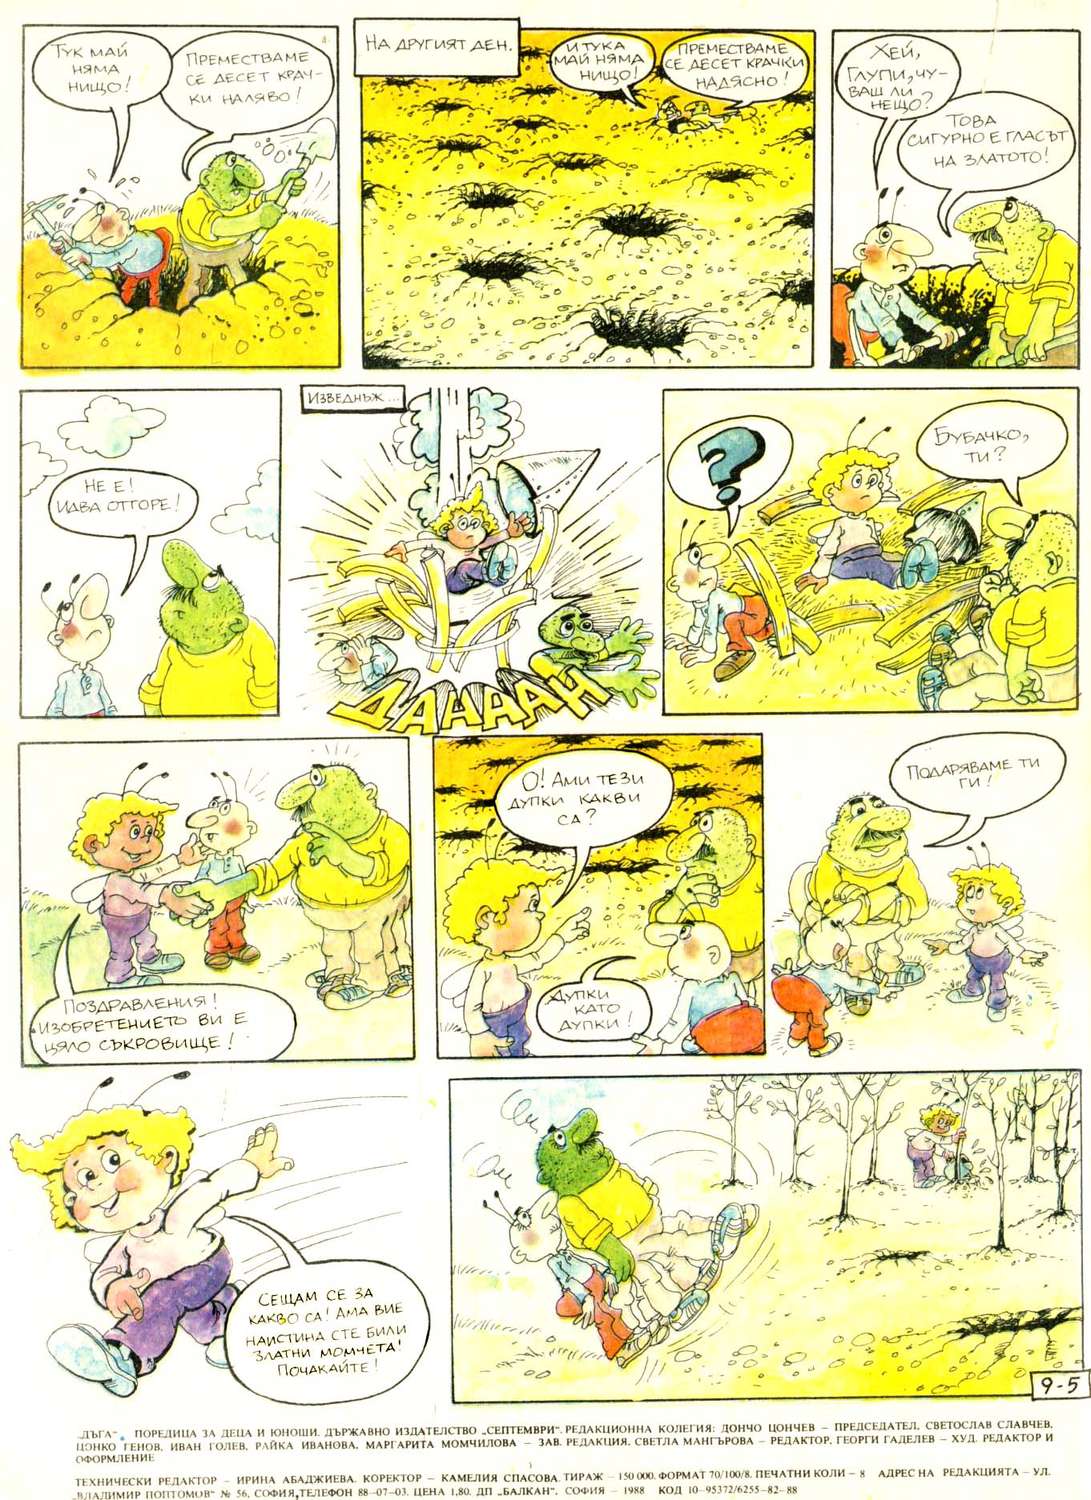 ТУК МАЙ
НЯМА
НИЩО!
ПРЕМЕСТВАМЕ
СЕ ДЕСЕТ КРАЧ-
КИ НАЛЯВО!
НА ДРУГИЯТ ДЕН.
И ТУКА
МАЙ НЯМА
НИЩО!
ПРЕМЕСТВАМЕ
СЕ ДЕСЕТ КРАЧКИ
НАДЯСНО!
ХЕЙ,
ГЛУПИ, ЧУ-
ВАШ ЛИ
НЕЩО?
ТОВА
СИГУРНО Е ГЛАСЪТ
НА ЗЛАТОТО!
НЕ Е!
ИДВА ОТГОРЕ!
ИЗВЕДНЪЖ...
ДАНААН
?
БУБАЧКО,
ТИ?
ПОЗДРАВЛЕНИЯ!
ИЗОБРЕТЕНИЕТО ВИ Е
ЦЯЛО СЪКРОВИЩЕ!
О! АМИ ТЕЗИ
ДУПКИ КАКВИ
СА?
ДУПКИ
КАТО
ДУПКИ!
ПОДАРЯВАМЕ ТИ
ГИ!
СЕЩАМ СЕ ЗА
КАКВО СА! АМА ВИЕ
НАИСТИНА СТЕ БИЛИ
ЗЛАТНИ МОМЧЕТА!
ПОЧАКАЙТЕ!
9-5
„ДЪГА“. ПОРЕДИЦА ЗА ДЕЦА И ЮНОШИ. ДЪРЖАВНО ИЗДАТЕЛСТВО „СЕПТЕМВРИ“. РЕДАКЦИОННА КОЛЕГИЯ: ДОНЧО ЦОНЧЕВ – ПРЕДСЕДАТЕЛ, СВЕТОСЛАВ СЛАВЧЕВ,
ЦОНКО ГЕНОВ, ИВАН ГОЛЕВ, РАЙКА ИВАНОВА, МАРГАРИТА МОМЧИЛОВА – ЗАВ. РЕДАКЦИЯ, СВЕТЛА МАНГЪРОВА – РЕДАКТОР, ГЕОРГИ ГАДЕЛЕВ – ХУД. РЕДАКТОР И
ОФОРМЛЕНИЕ
ТЕХНИЧЕСКИ РЕДАКТОР – ИРИНА АБАДЖИЕВА. КОРЕКТОР – КАМЕЛИЯ СПАСОВА. ТИРАЖ – 150 000. ФОРМАТ 70/100/8. ПЕЧАТНИ КОЛИ – 8 АДРЕС НА РЕДАКЦИЯТА – УЛ.
„ВЛАДИМИР ПОПТОМОВ“ № 56, СОФИЯ, ТЕЛЕФОН 88–07–03. ЦЕНА 1,80. ДП „БАЛКАН“, СОФИЯ – 1988 КОД 10–95372/6255–82–88